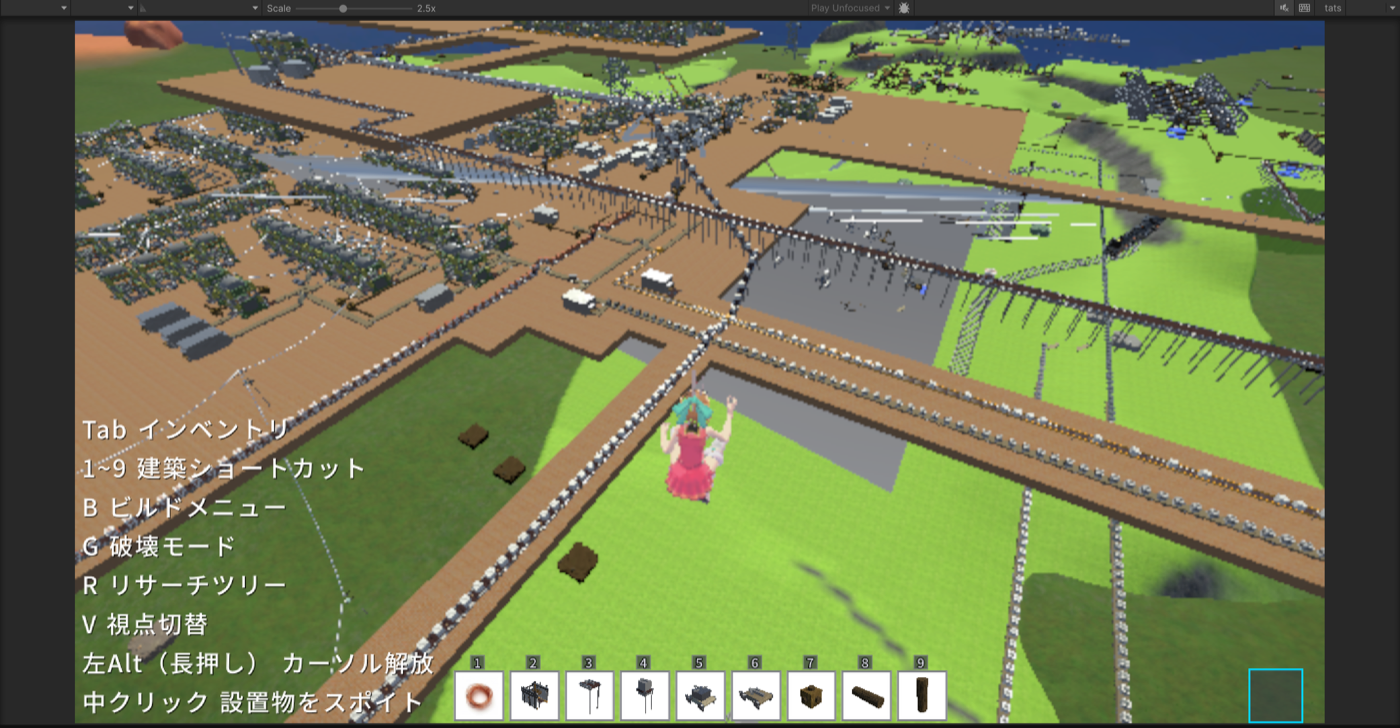 Scale 2.5x Play Unfocused tats
Tab インベントリ
1~9 建築ショートカット
B ビルドメニュー
G 破壊モード
R リサーチツリー
V 視点切替
左Alt（長押し） カーソル解放
中クリック 設置物をスポイト
1 2 3 4 5 6 7 8 9